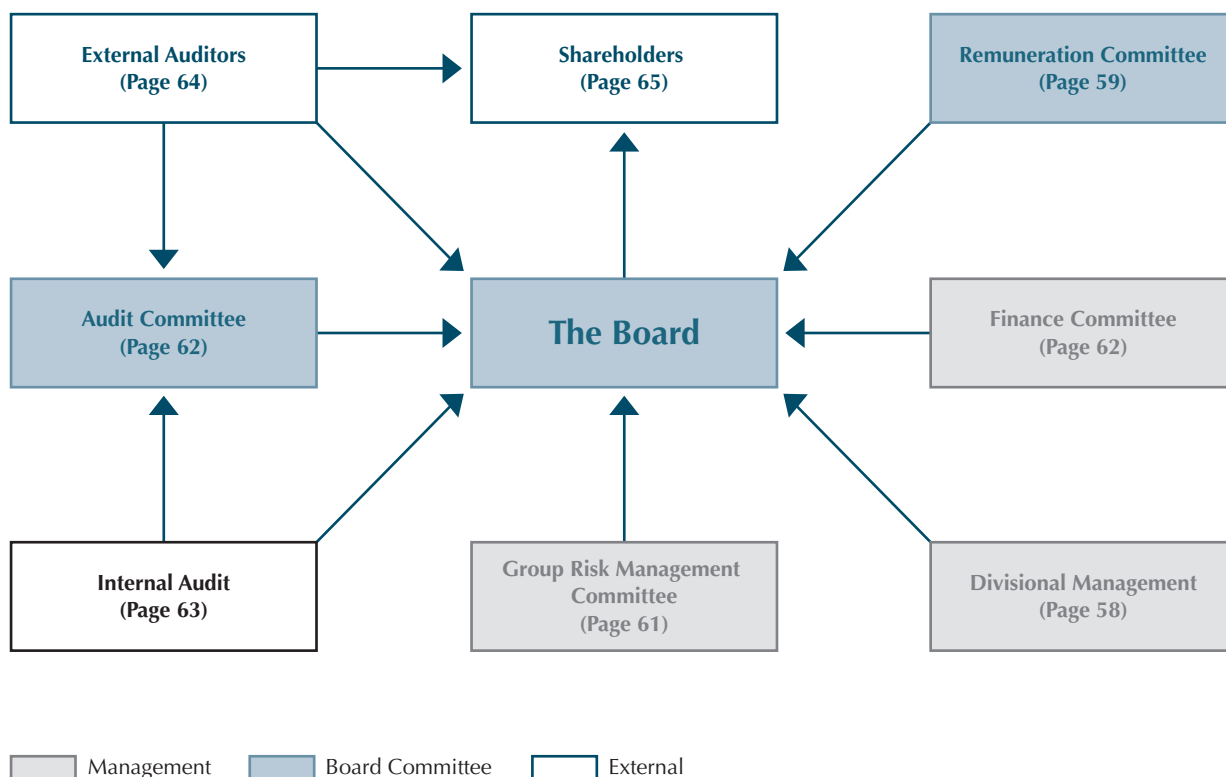 External Auditors
(Page 64)
Shareholders
(Page 65)
Remuneration Committee
(Page 59)
Audit Committee
(Page 62)
The Board
Finance Committee
(Page 62)
Internal Audit
(Page 63)
Group Risk Management
Committee
(Page 61)
Divisional Management
(Page 58)
Management
Board Committee
External